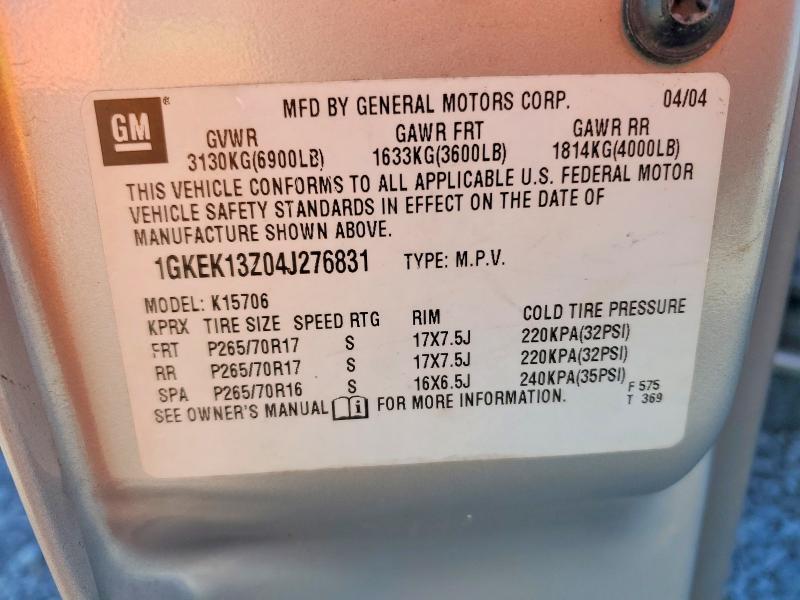 GM® MFD BY GENERAL MOTORS CORP. 04/04
GVWR GAWR FRT GAWR RR
3130KG(6900LB) 1633KG(3600LB) 1814KG(4000LB)
THIS VEHICLE CONFORMS TO ALL APPLICABLE U.S. FEDERAL MOTOR
VEHICLE SAFETY STANDARDS IN EFFECT ON THE DATE OF
MANUFACTURE SHOWN ABOVE.
1GKEK13Z04J276831 TYPE: M.P.V.
MODEL: K15706
KPRX TIRE SIZE SPEED RTG RIM COLD TIRE PRESSURE
FRT P265/70R17 S 17X7.5J 220KPA(32PSI)
RR P265/70R17 S 17X7.5J 220KPA(32PSI)
SPA P265/70R16 S 16X6.5J 240KPA(35PSI) F 575
SEE OWNER'S MANUAL FOR MORE INFORMATION. T 369